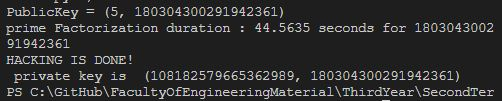 PublicKey = (5, 180304300291942361)
prime Factorization duration : 44.5635 seconds for 1803043002
91942361
HACKING IS DONE!
 private key is  (108182579665362989, 180304300291942361)
PS C:\GitHub\FacultyOfEngineeringMaterial\ThirdYear\SecondTer